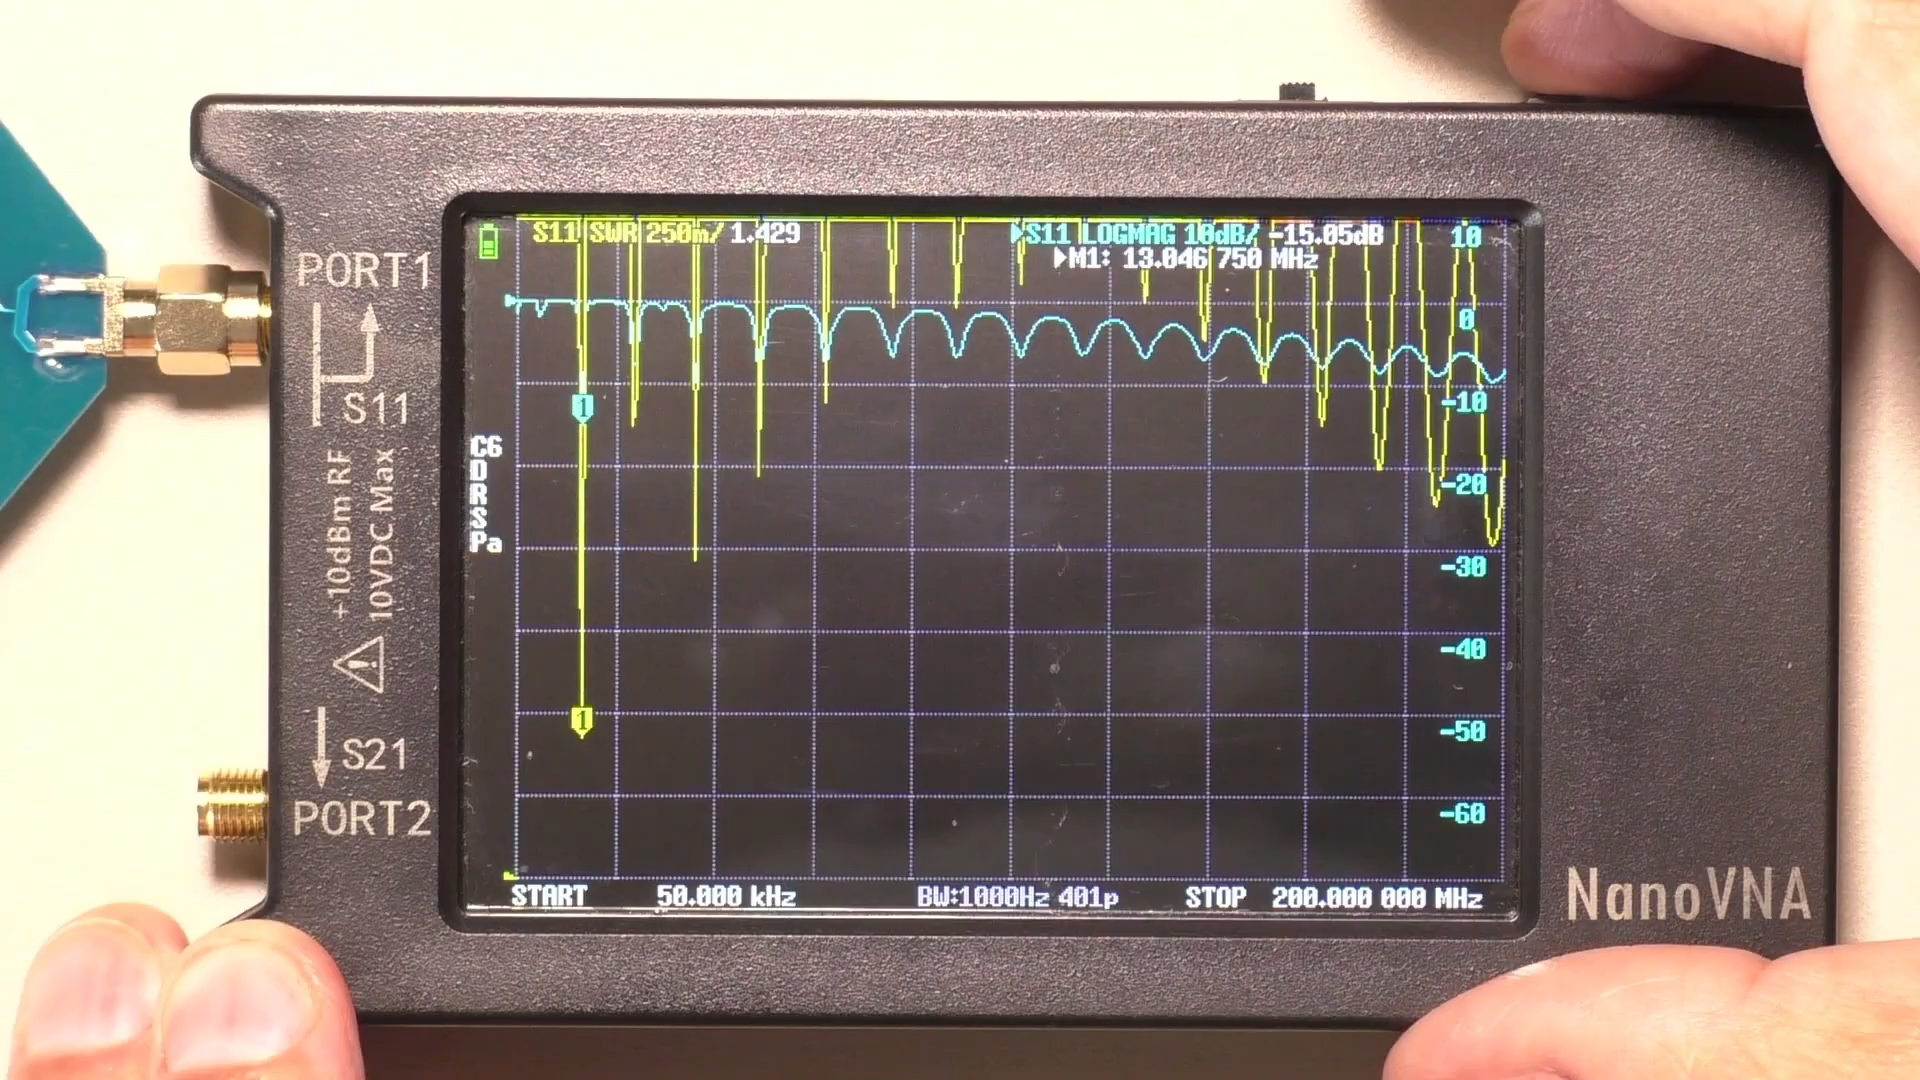 S11 SWR 250m/ 1.429
S11 LOGMAG 10dB/ -15.05dB
M1: 13.046 750 MHz
10
0
-10
-20
-30
-40
-50
-60
1
1
C6
D
R
S
Pa
START 50.000 kHz
BW:1000Hz 401p
STOP 200.000 000 MHz
PORT1
S11
+10dBm RF
10VDC Max
S21
PORT2
NanoVNA